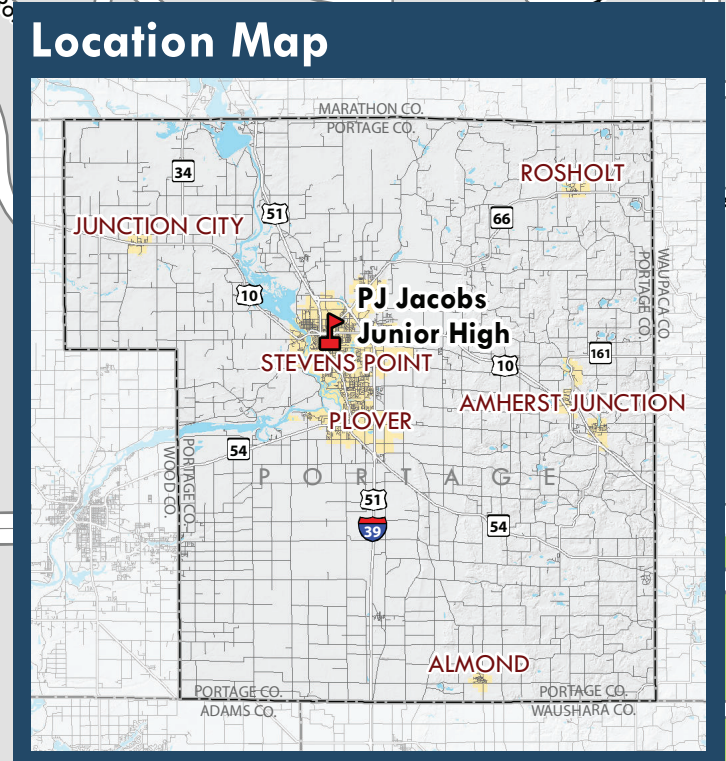 Location Map
MARATHON CO.
PORTAGE CO.
34
ROSHOLT
51
66
JUNCTION CITY
WAUPACA CO.
PORTAGE CO.
10
PJ Jacobs
Junior High
161
STEVENS POINT
10
AMHERST JUNCTION
PLOVER
54
PORTAGE CO.
WOOD CO.
PORTAGE
51
39
54
ALMOND
PORTAGE CO.
ADAMS CO.
PORTAGE CO.
WAUSHARA CO.